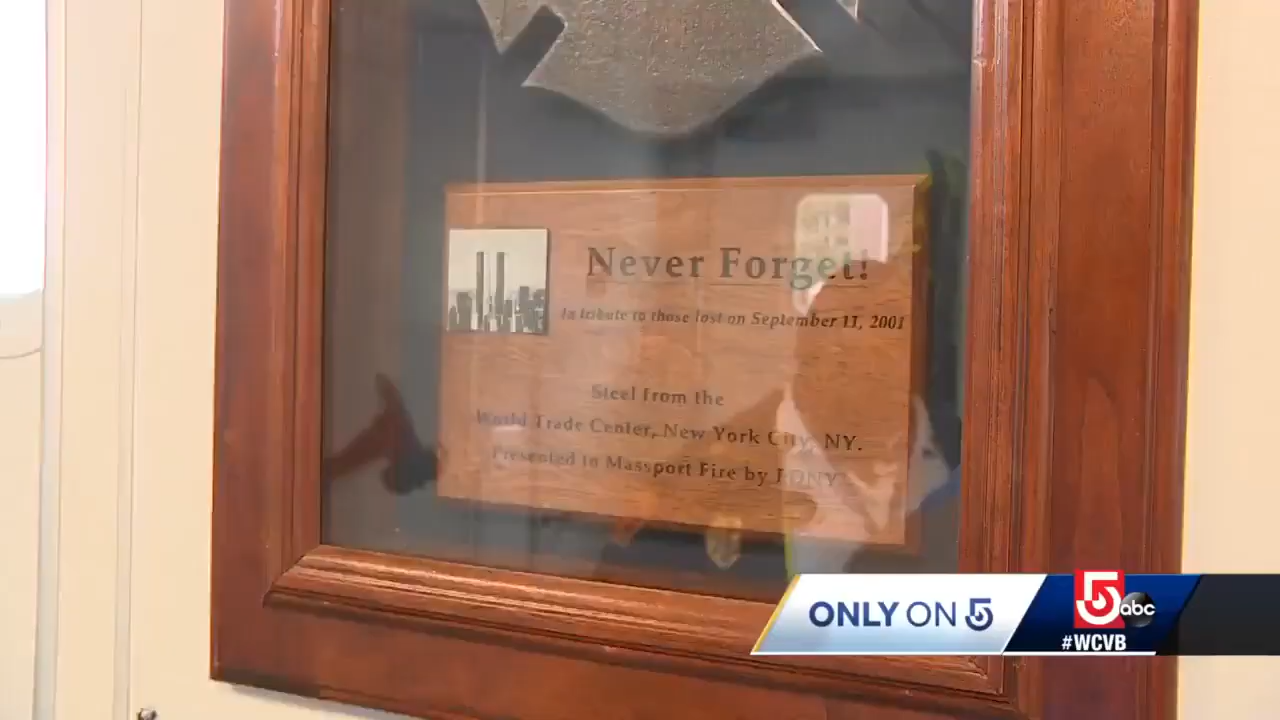 Never Forget!
In tribute to those lost on September 11, 2001
Steel from the
World Trade Center, New York City, NY.
Presented to Massport Fire by FDNY
ONLY ON 5
5 abc
#WCVB